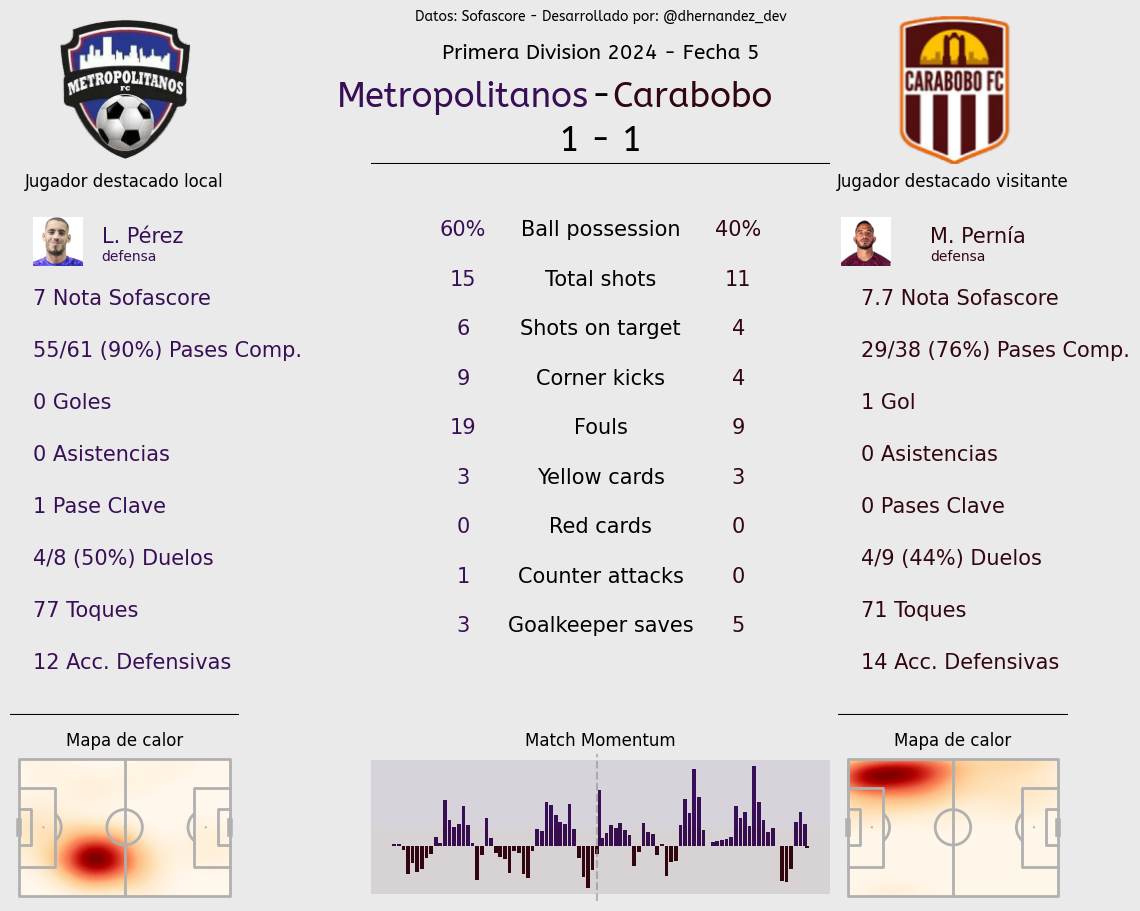 Datos: Sofascore - Desarrollado por: @dhernandez_dev
Primera Division 2024 - Fecha 5
Metropolitanos - Carabobo
1 - 1
METROPOLITANOS
FC
CARABOBO FC
Jugador destacado local
L. Pérez
defensa
7 Nota Sofascore
55/61 (90%) Pases Comp.
0 Goles
0 Asistencias
1 Pase Clave
4/8 (50%) Duelos
77 Toques
12 Acc. Defensivas
Mapa de calor
60% Ball possession 40%
15 Total shots 11
6 Shots on target 4
9 Corner kicks 4
19 Fouls 9
3 Yellow cards 3
0 Red cards 0
1 Counter attacks 0
3 Goalkeeper saves 5
Match Momentum
Jugador destacado visitante
M. Pernía
defensa
7.7 Nota Sofascore
29/38 (76%) Pases Comp.
1 Gol
0 Asistencias
0 Pases Clave
4/9 (44%) Duelos
71 Toques
14 Acc. Defensivas
Mapa de calor